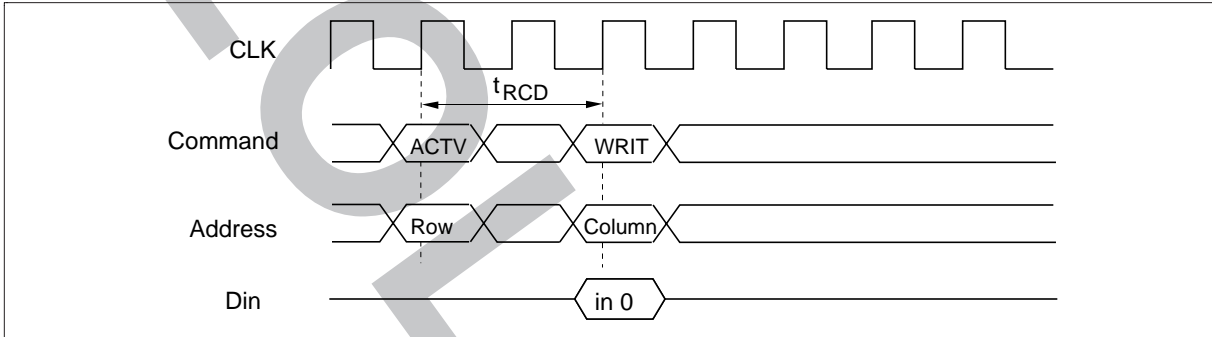 CLK
tRCD
Command ACTV WRIT
Address Row Column
Din in 0